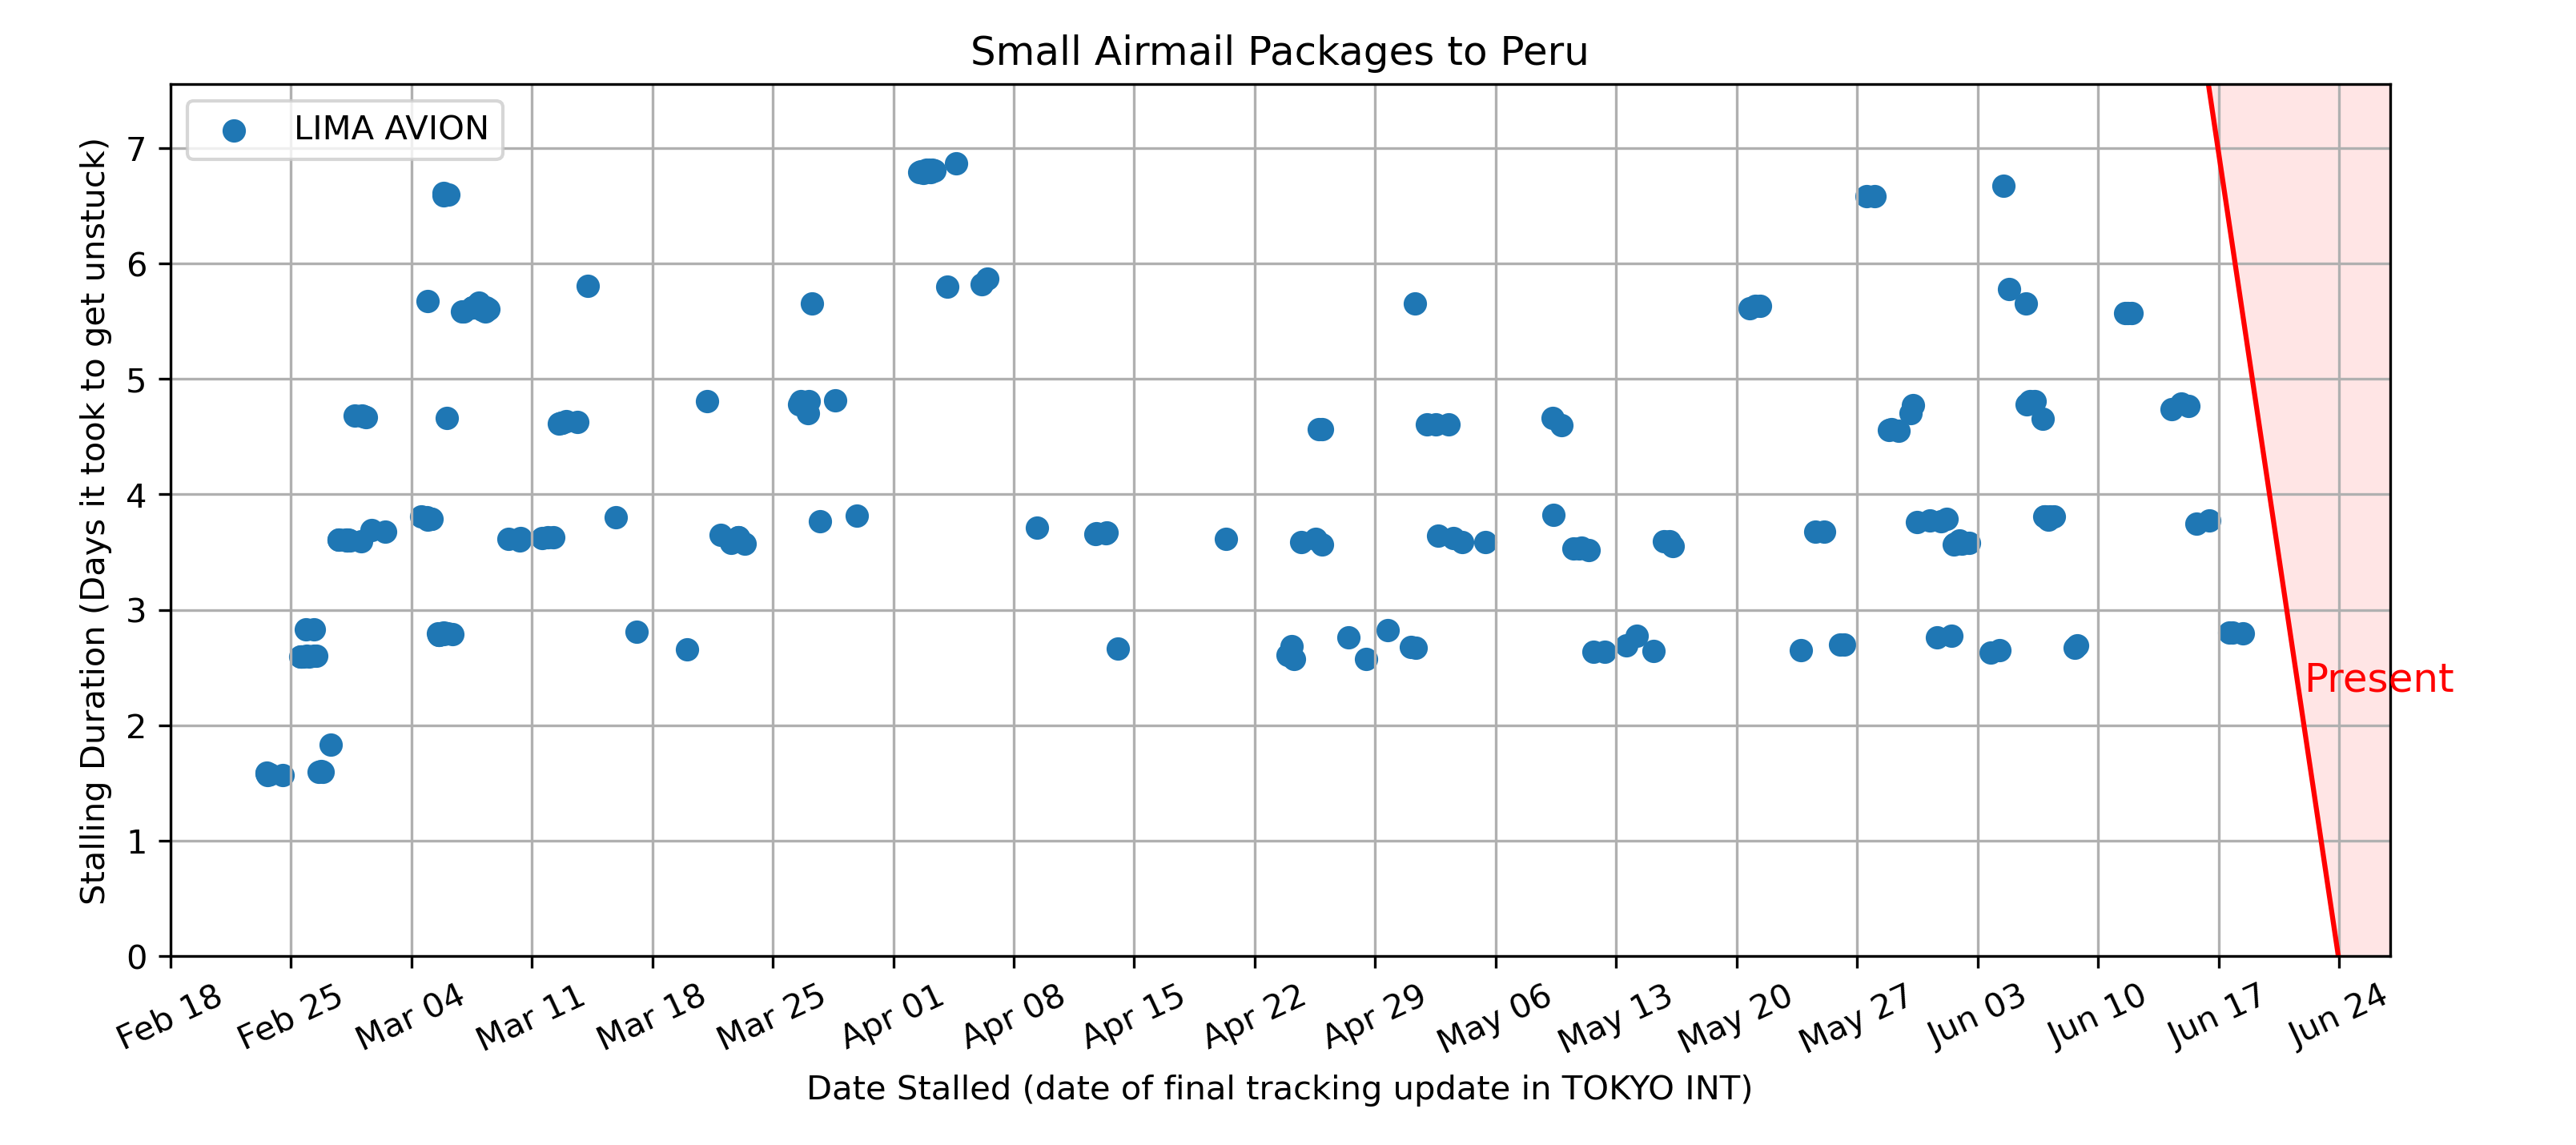 Small Airmail Packages to Peru
LIMA AVION
Stalling Duration (Days it took to get unstuck)
7
6
5
4
3
2
1
0
Present
Feb 18
Feb 25
Mar 04
Mar 11
Mar 18
Mar 25
Apr 01
Apr 08
Apr 15
Apr 22
Apr 29
May 06
May 13
May 20
May 27
Jun 03
Jun 10
Jun 17
Jun 24
Date Stalled (date of final tracking update in TOKYO INT)